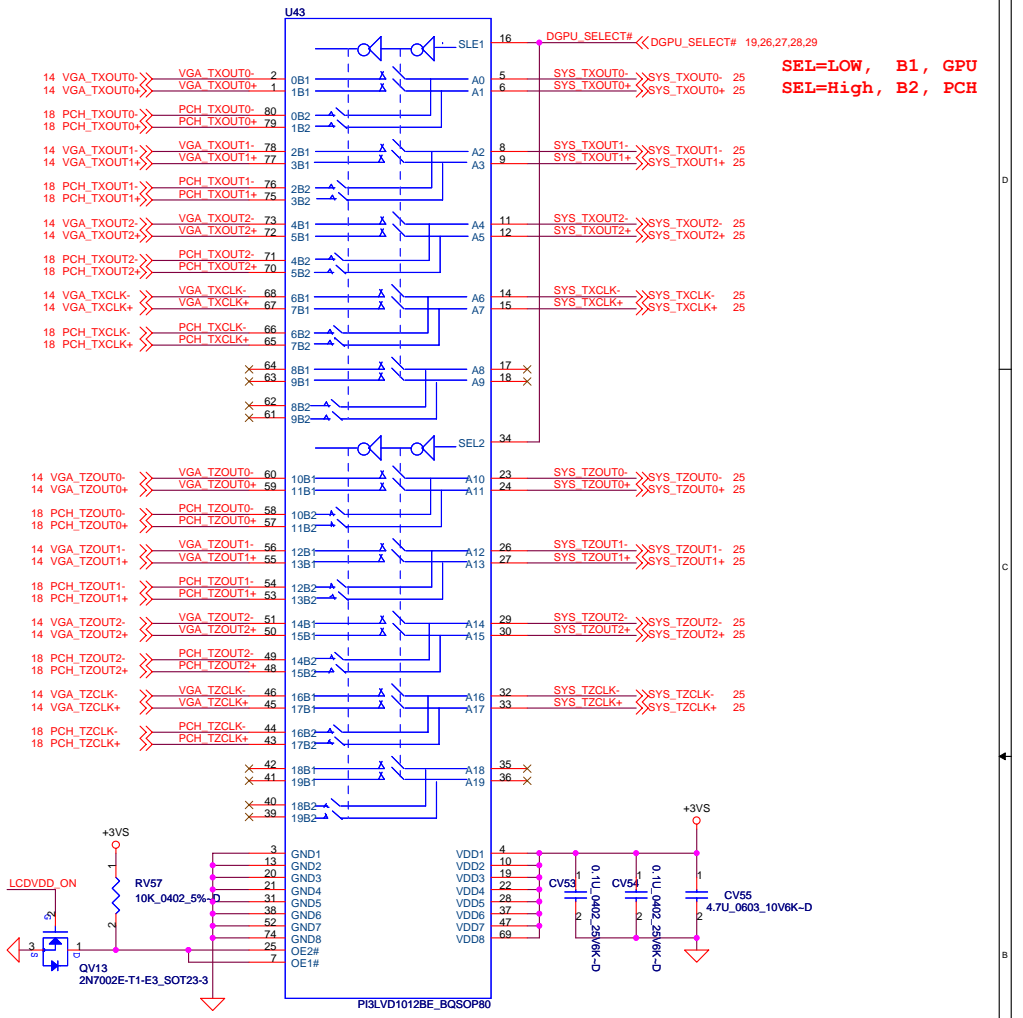 U43
SLE1 16 DGPU_SELECT# DGPU_SELECT# 19,26,27,28,29
SEL=LOW, B1, GPU
SEL=High, B2, PCH
14 VGA_TXOUT0- VGA_TXOUT0- 2 0B1 A0 5 SYS_TXOUT0- SYS_TXOUT0- 25
14 VGA_TXOUT0+ VGA_TXOUT0+ 1 1B1 A1 6 SYS_TXOUT0+ SYS_TXOUT0+ 25
18 PCH_TXOUT0- PCH_TXOUT0- 80 0B2
18 PCH_TXOUT0+ PCH_TXOUT0+ 79 1B2
14 VGA_TXOUT1- VGA_TXOUT1- 78 2B1 A2 8 SYS_TXOUT1- SYS_TXOUT1- 25
14 VGA_TXOUT1+ VGA_TXOUT1+ 77 3B1 A3 9 SYS_TXOUT1+ SYS_TXOUT1+ 25
D
18 PCH_TXOUT1- PCH_TXOUT1- 76 2B2
18 PCH_TXOUT1+ PCH_TXOUT1+ 75 3B2
14 VGA_TXOUT2- VGA_TXOUT2- 73 4B1 A4 11 SYS_TXOUT2- SYS_TXOUT2- 25
14 VGA_TXOUT2+ VGA_TXOUT2+ 72 5B1 A5 12 SYS_TXOUT2+ SYS_TXOUT2+ 25
18 PCH_TXOUT2- PCH_TXOUT2- 71 4B2
18 PCH_TXOUT2+ PCH_TXOUT2+ 70 5B2
14 VGA_TXCLK- VGA_TXCLK- 68 6B1 A6 14 SYS_TXCLK- SYS_TXCLK- 25
14 VGA_TXCLK+ VGA_TXCLK+ 67 7B1 A7 15 SYS_TXCLK+ SYS_TXCLK+ 25
18 PCH_TXCLK- PCH_TXCLK- 66 6B2
18 PCH_TXCLK+ PCH_TXCLK+ 65 7B2
64 8B1 A8 17
63 9B1 A9 18
62 8B2
61 9B2
SEL2 34
14 VGA_TZOUT0- VGA_TZOUT0- 60 10B1 A10 23 SYS_TZOUT0- SYS_TZOUT0- 25
14 VGA_TZOUT0+ VGA_TZOUT0+ 59 11B1 A11 24 SYS_TZOUT0+ SYS_TZOUT0+ 25
18 PCH_TZOUT0- PCH_TZOUT0- 58 10B2
18 PCH_TZOUT0+ PCH_TZOUT0+ 57 11B2
14 VGA_TZOUT1- VGA_TZOUT1- 56 12B1 A12 26 SYS_TZOUT1- SYS_TZOUT1- 25
14 VGA_TZOUT1+ VGA_TZOUT1+ 55 13B1 A13 27 SYS_TZOUT1+ SYS_TZOUT1+ 25
C
18 PCH_TZOUT1- PCH_TZOUT1- 54 12B2
18 PCH_TZOUT1+ PCH_TZOUT1+ 53 13B2
14 VGA_TZOUT2- VGA_TZOUT2- 51 14B1 A14 29 SYS_TZOUT2- SYS_TZOUT2- 25
14 VGA_TZOUT2+ VGA_TZOUT2+ 50 15B1 A15 30 SYS_TZOUT2+ SYS_TZOUT2+ 25
18 PCH_TZOUT2- PCH_TZOUT2- 49 14B2
18 PCH_TZOUT2+ PCH_TZOUT2+ 48 15B2
14 VGA_TZCLK- VGA_TZCLK- 46 16B1 A16 32 SYS_TZCLK- SYS_TZCLK- 25
14 VGA_TZCLK+ VGA_TZCLK+ 45 17B1 A17 33 SYS_TZCLK+ SYS_TZCLK+ 25
18 PCH_TZCLK- PCH_TZCLK- 44 16B2
18 PCH_TZCLK+ PCH_TZCLK+ 43 17B2
42 18B1 A18 35
41 19B1 A19 36
40 18B2
39 19B2
+3VS
+3VS
3 GND1 VDD1 4
13 GND2 VDD2 10
20 GND3 VDD3 19
21 GND4 VDD4 22
31 GND5 VDD5 28
38 GND6 VDD6 37
52 GND7 VDD7 47
74 GND8 VDD8 69
25 OE2#
7 OE1#
LCDVDD_ON
1
RV57
10K_0402_5%~D
2
2 G
3 S
D 1
QV13
2N7002E-T1-E3_SOT23-3
1 CV53 2
0.1U_0402_25V6K~D
1 CV54 2
0.1U_0402_25V6K~D
1 CV55 2
4.7U_0603_10V6K~D
B
PI3LVD1012BE_BQSOP80